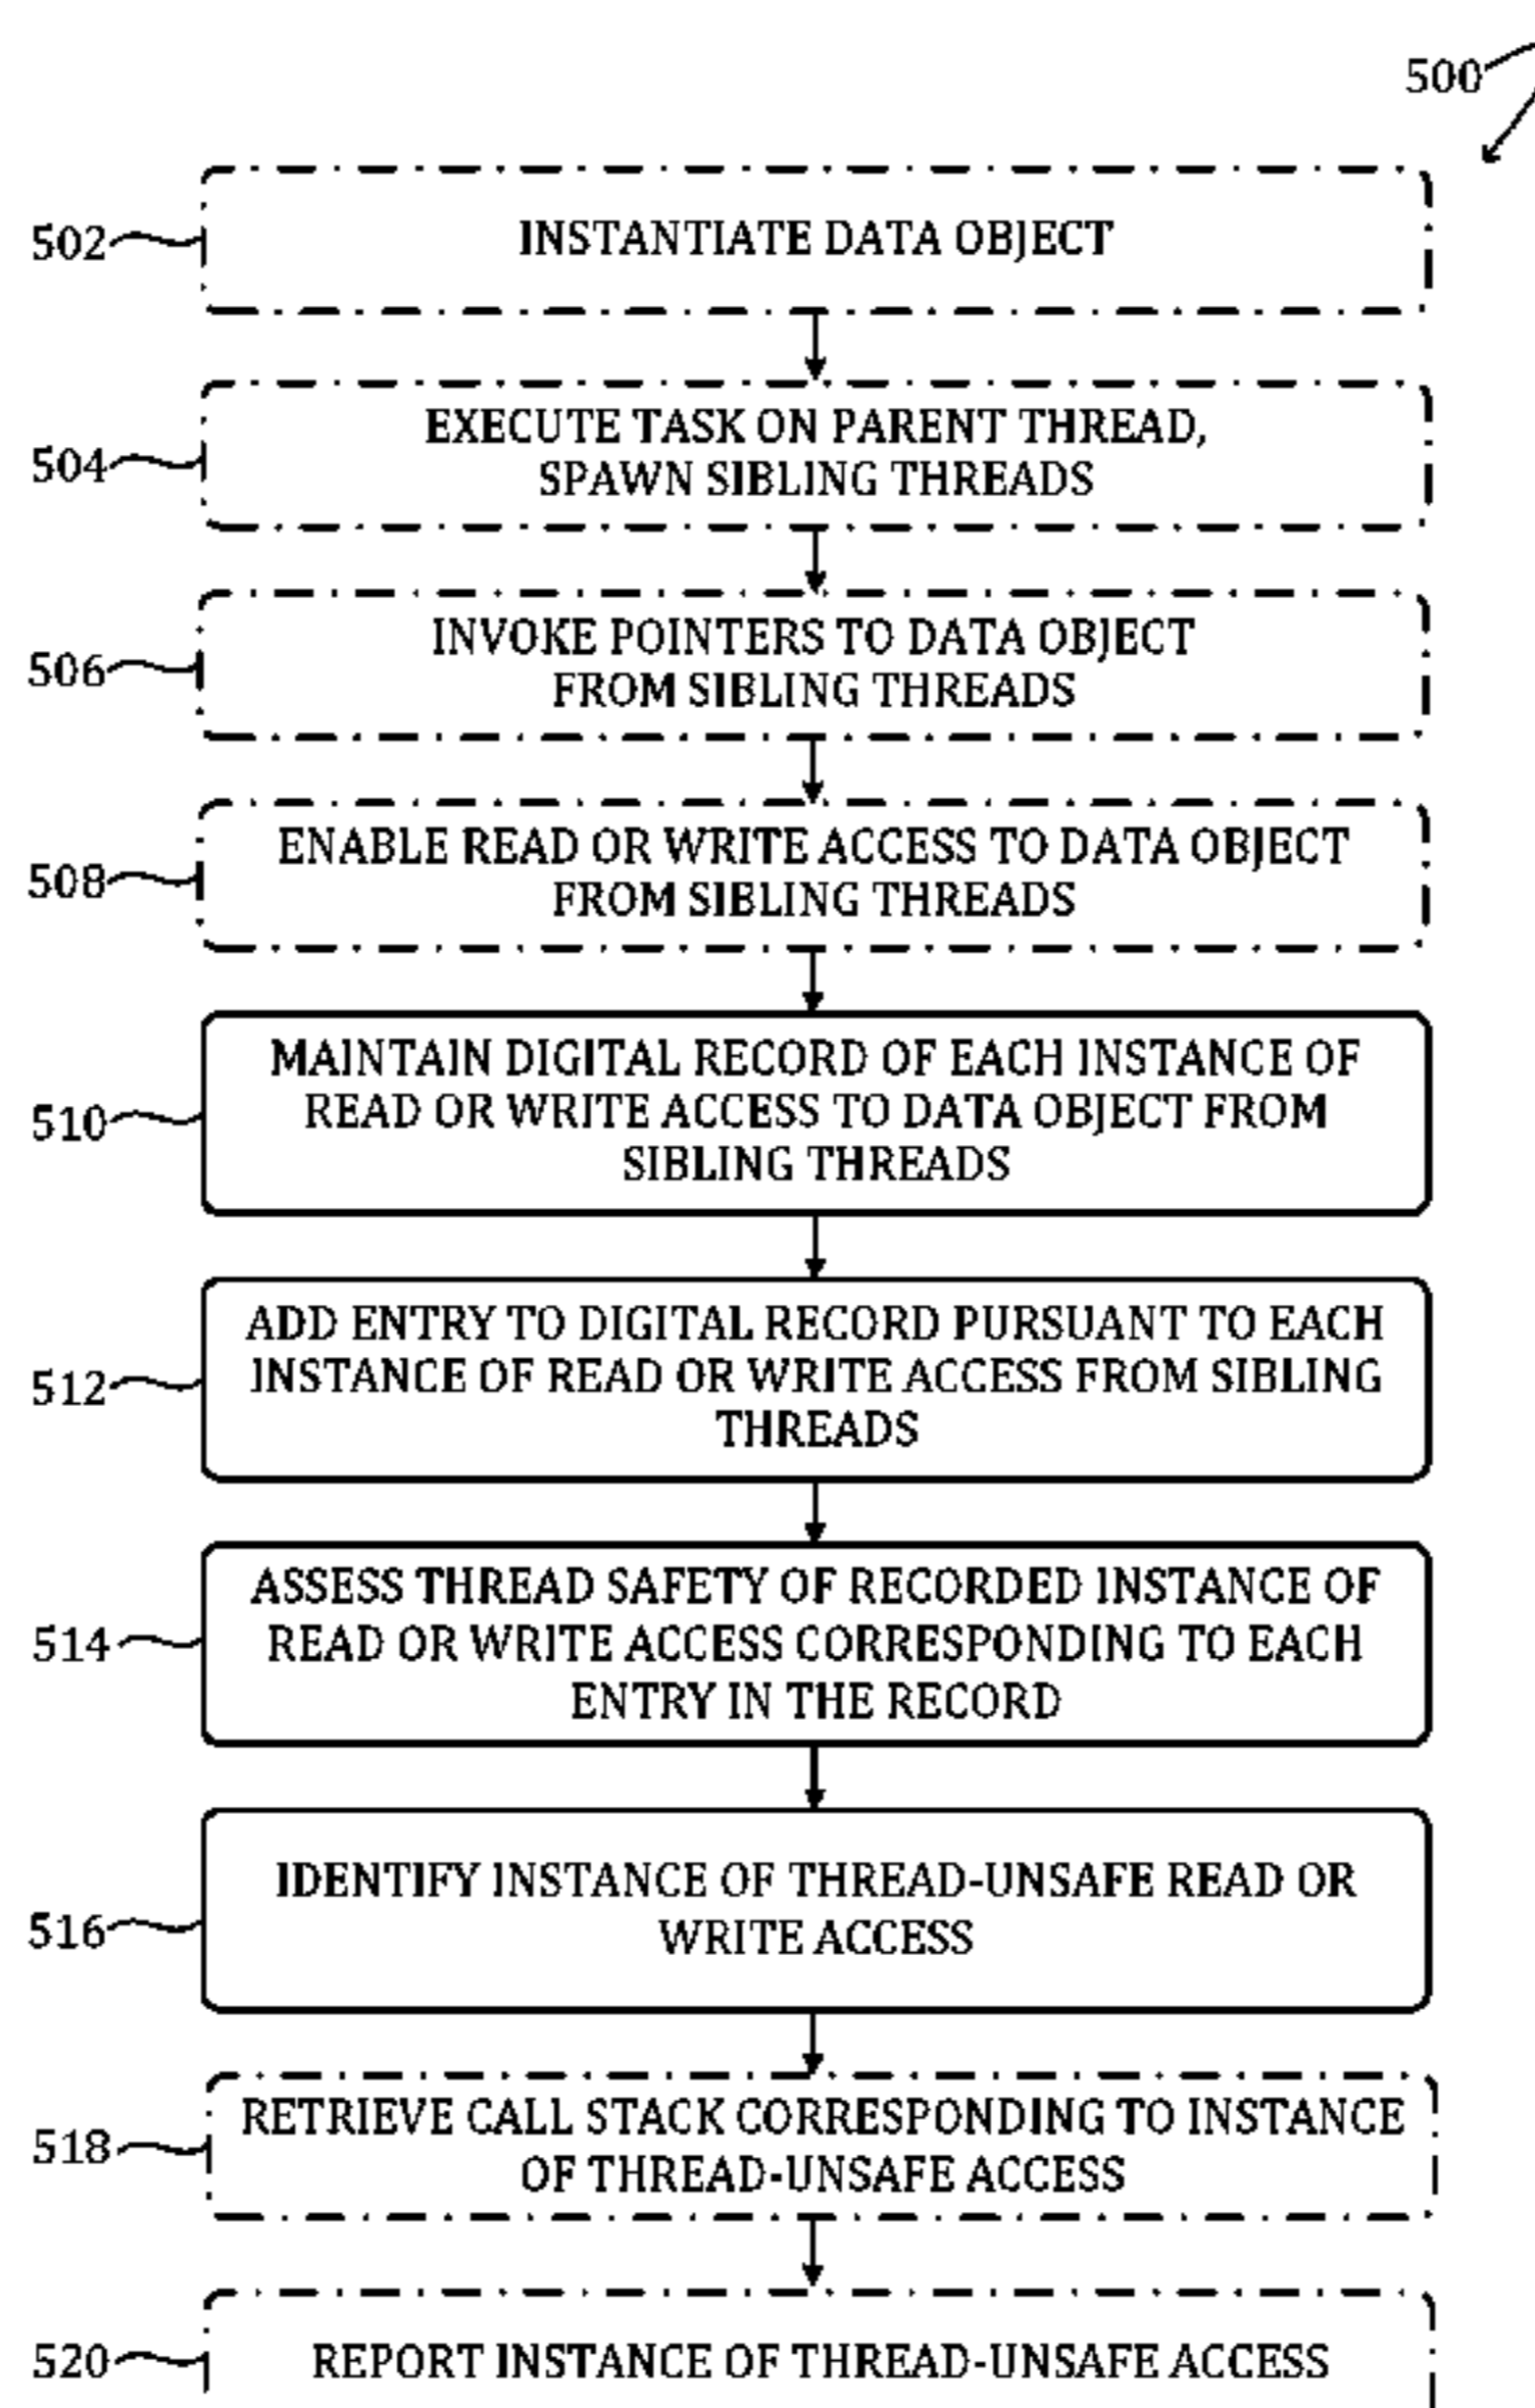 500
502
INSTANTIATE DATA OBJECT
504
EXECUTE TASK ON PARENT THREAD,
SPAWN SIBLING THREADS
506
INVOKE POINTERS TO DATA OBJECT
FROM SIBLING THREADS
508
ENABLE READ OR WRITE ACCESS TO DATA OBJECT
FROM SIBLING THREADS
510
MAINTAIN DIGITAL RECORD OF EACH INSTANCE OF
READ OR WRITE ACCESS TO DATA OBJECT FROM
SIBLING THREADS
512
ADD ENTRY TO DIGITAL RECORD PURSUANT TO EACH
INSTANCE OF READ OR WRITE ACCESS FROM SIBLING
THREADS
514
ASSESS THREAD SAFETY OF RECORDED INSTANCE OF
READ OR WRITE ACCESS CORRESPONDING TO EACH
ENTRY IN THE RECORD
516
IDENTIFY INSTANCE OF THREAD-UNSAFE READ OR
WRITE ACCESS
518
RETRIEVE CALL STACK CORRESPONDING TO INSTANCE
OF THREAD-UNSAFE ACCESS
520
REPORT INSTANCE OF THREAD-UNSAFE ACCESS